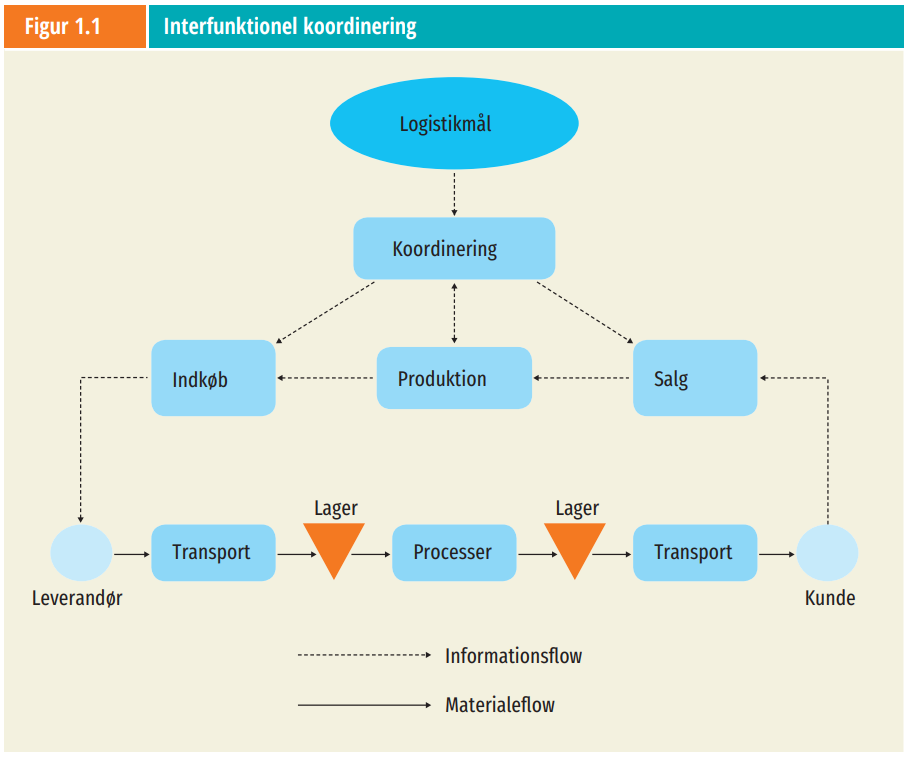 Figur 1.1
Interfunktionel koordinering
Logistikmål
Koordinering
Indkøb
Produktion
Salg
Lager
Lager
Transport
Processer
Transport
Leverandør
Kunde
Informationsflow
Materialeflow